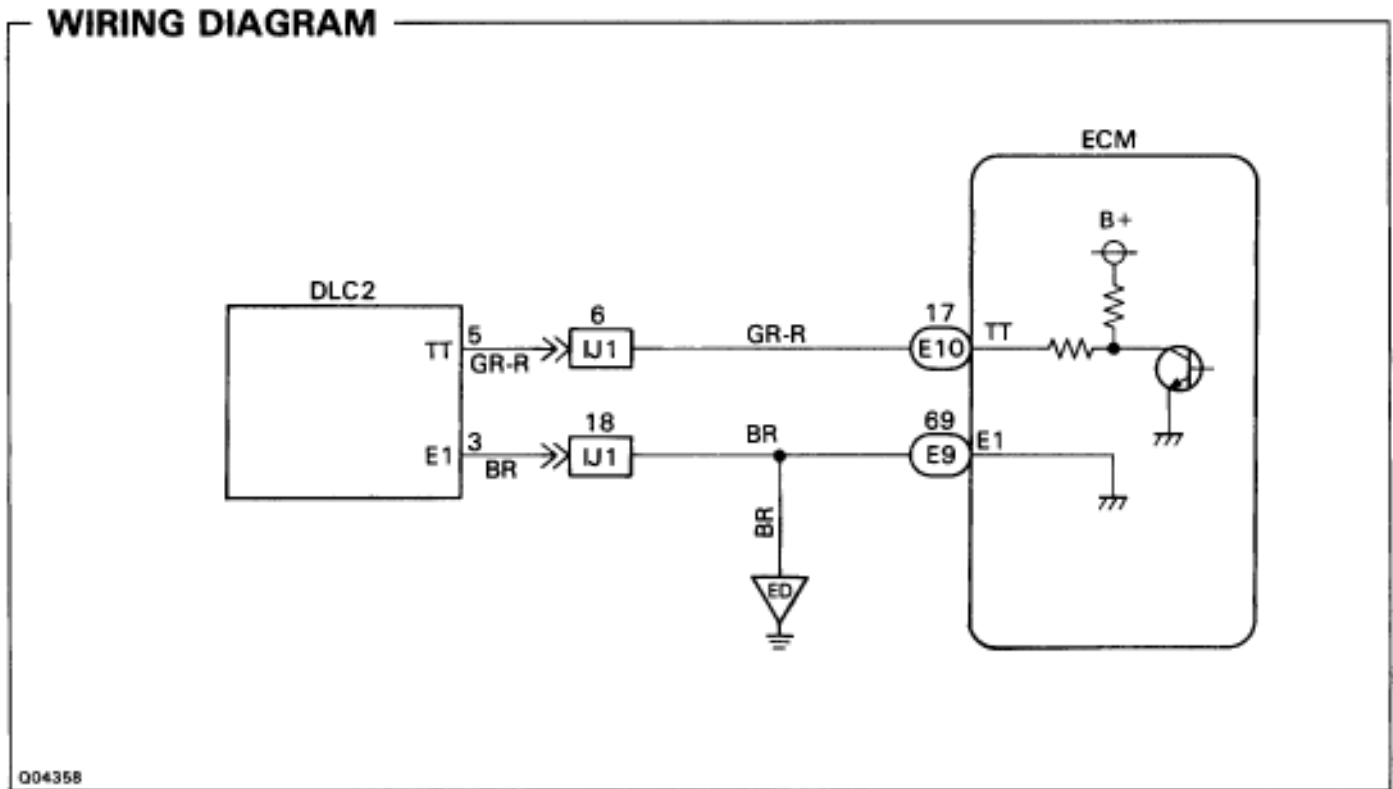 WIRING DIAGRAM
ECM
B+
DLC2
TT 5 GR-R
6
IJ1
GR-R
17
E10
TT
E1 3 BR
18
IJ1
BR
69
E9
E1
BR
ED
Q04358